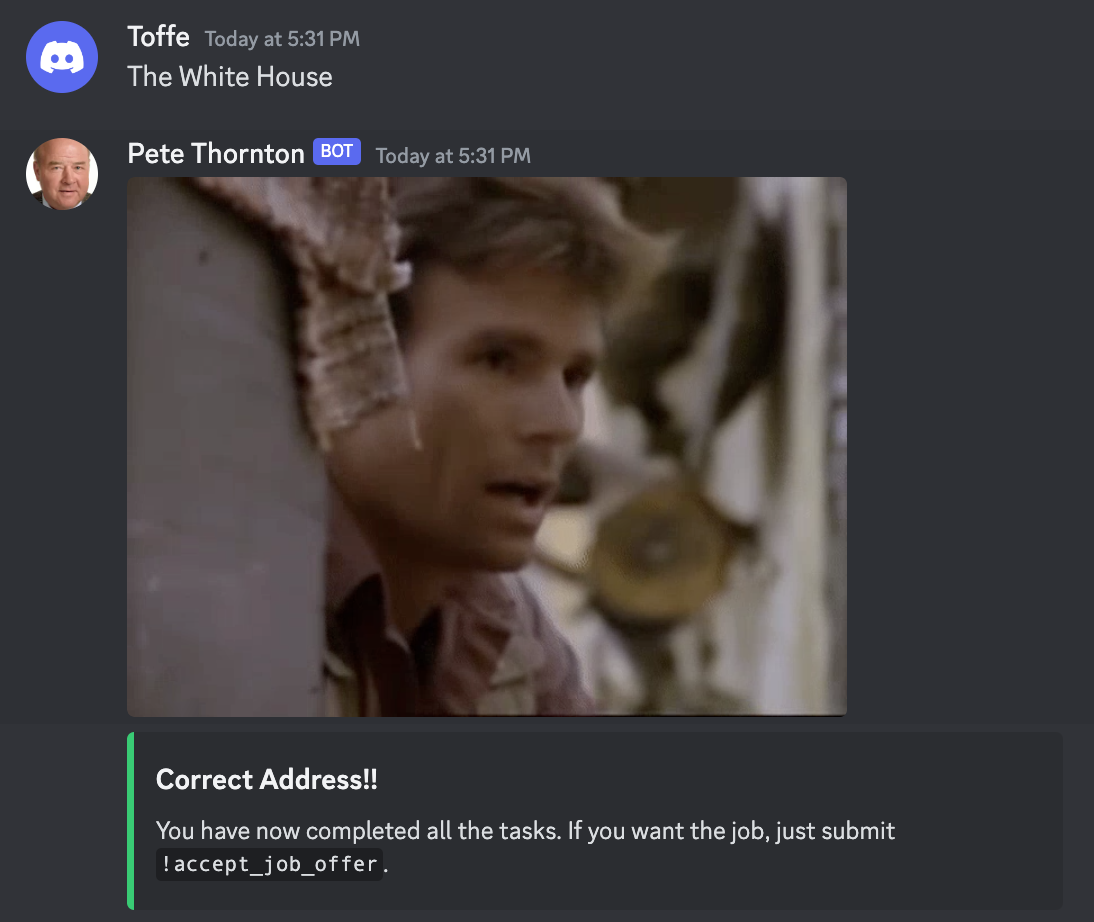 Toffe Today at 5:31 PM
The White House
Pete Thornton BOT Today at 5:31 PM
Correct Address!!
You have now completed all the tasks. If you want the job, just submit
!accept_job_offer.